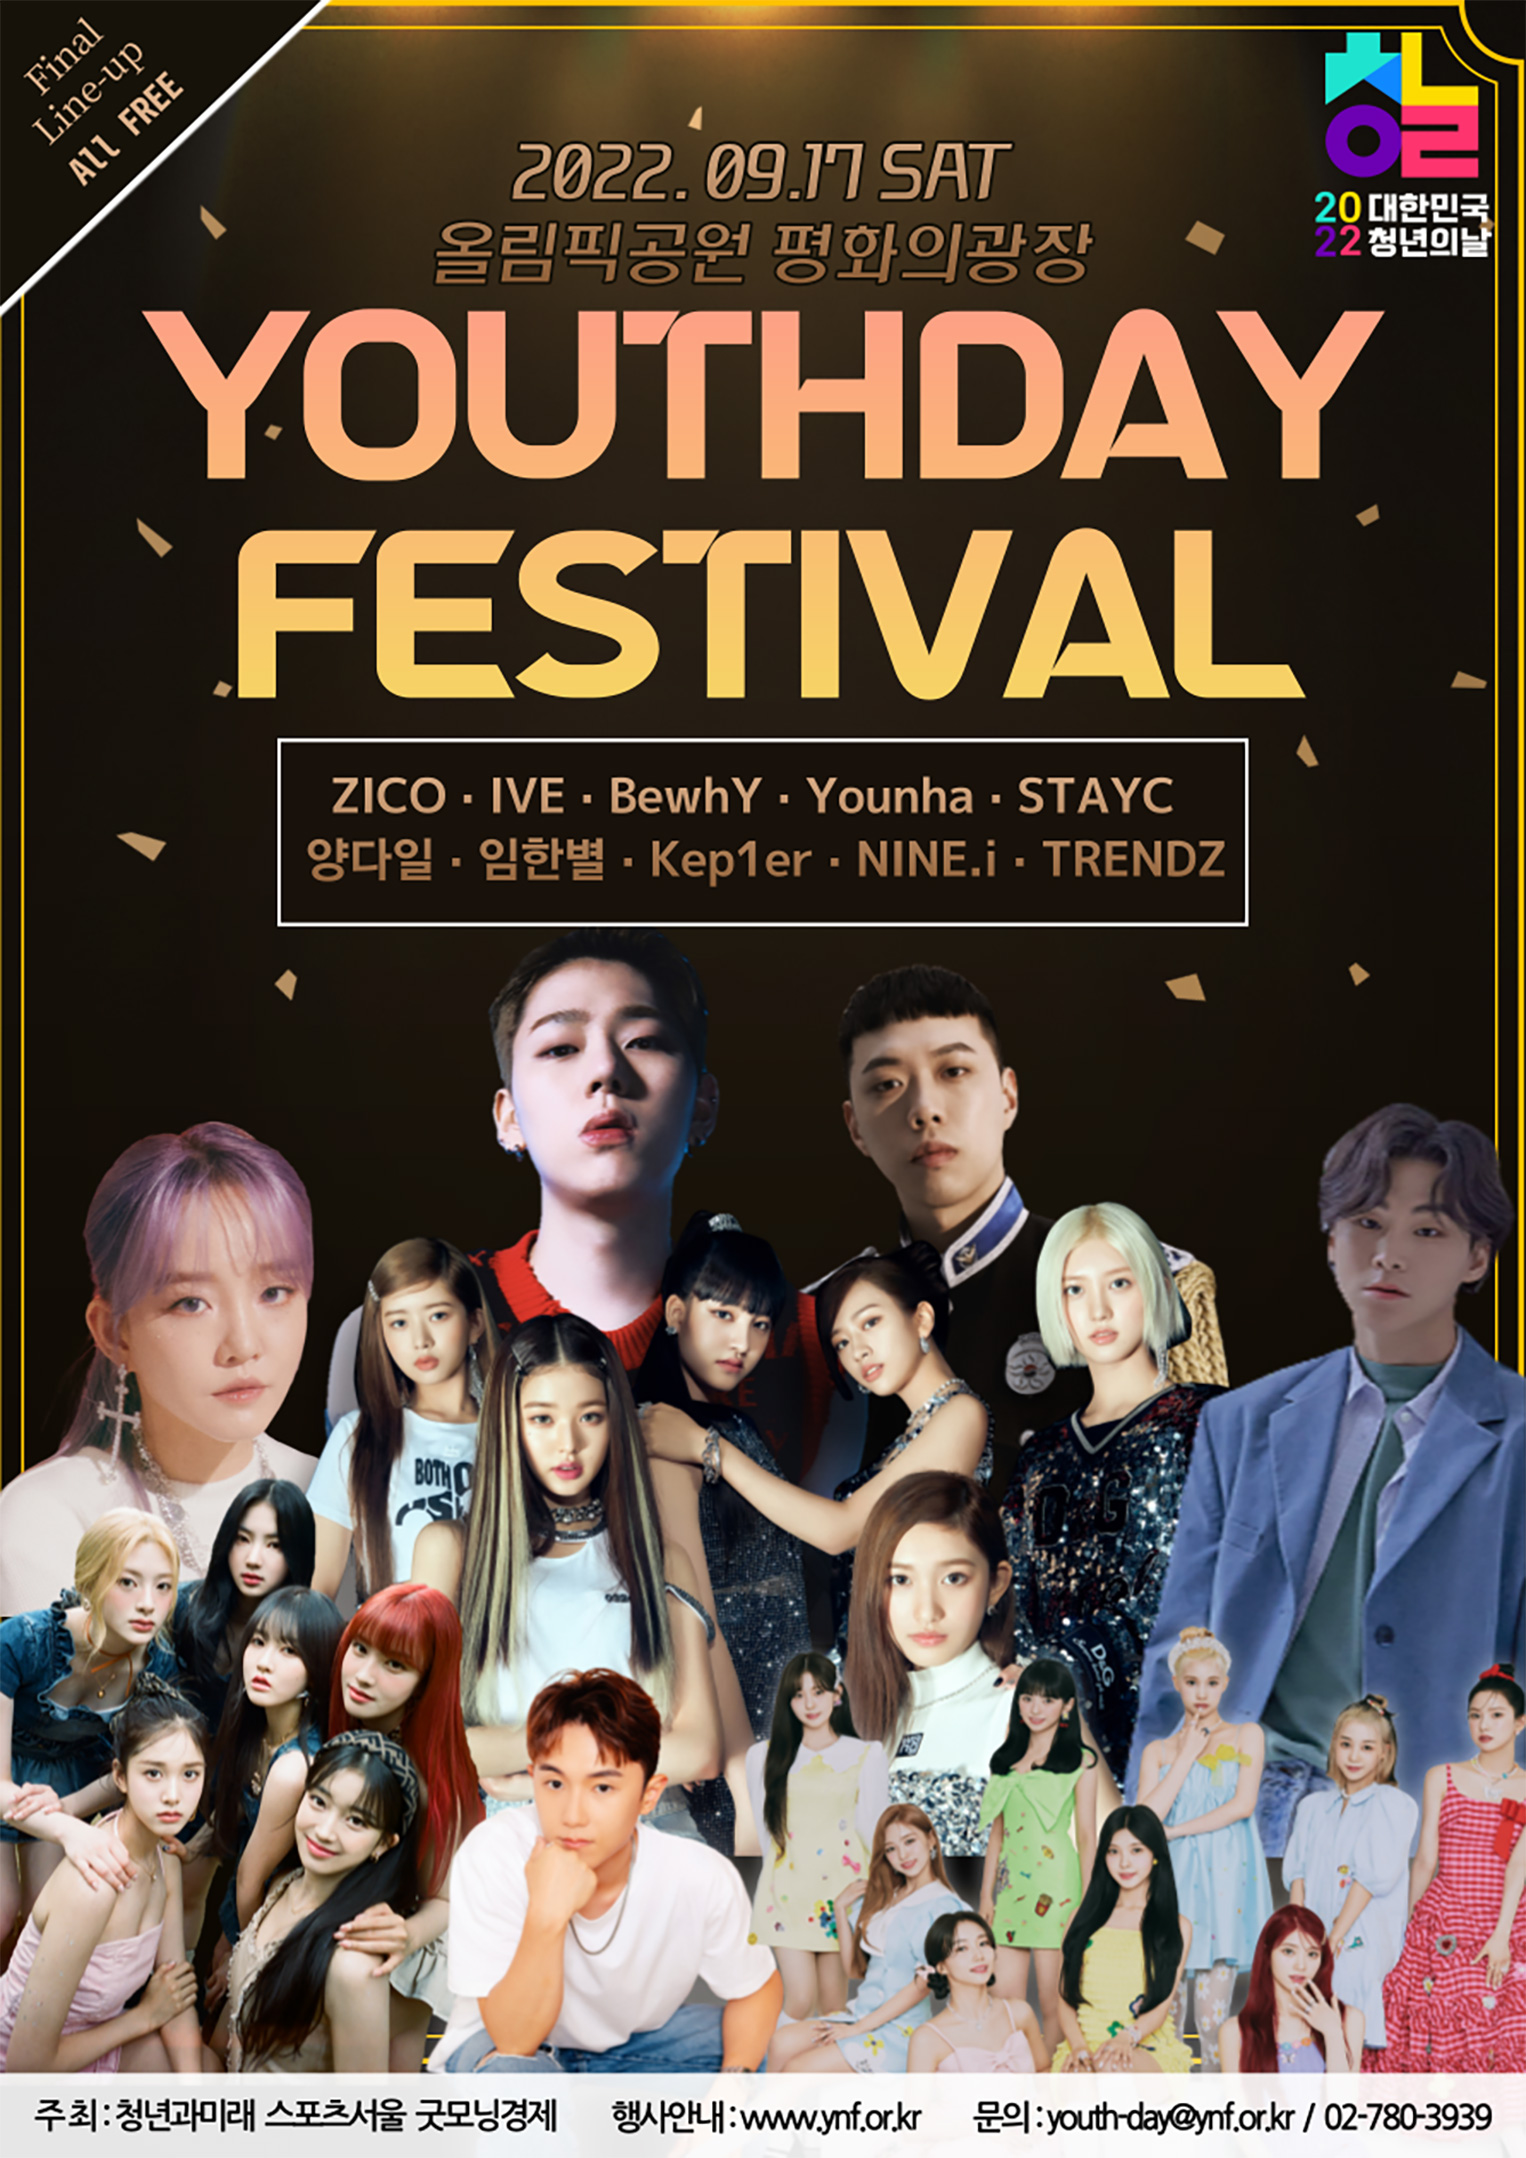 Final
Line-up
All FREE
2022. 09.17 SAT
올림픽공원 평화의광장
20 대한민국
22 청년의날
YOUTHDAY
FESTIVAL
ZICO · IVE · BewhY · Younha · STAYC
양다일 · 임한별 · Kep1er · NINE.i · TRENDZ
BOTH
D&G
주최:청년과미래 스포츠서울 굿모닝경제 행사안내:www.ynf.or.kr 문의:youth-day@ynf.or.kr / 02-780-3939